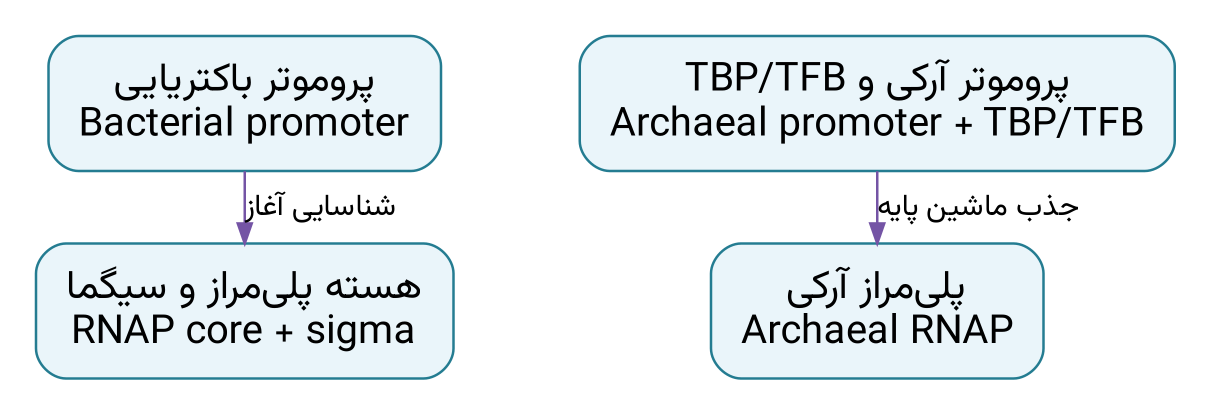 پروموتر باکتریایی
Bacterial promoter
پروموتر آرکی و TBP/TFB
Archaeal promoter + TBP/TFB
شناسایی آغاز
جذب ماشین پایه
هسته پلی‌مراز و سیگما
RNAP core + sigma
پلی‌مراز آرکی
Archaeal RNAP